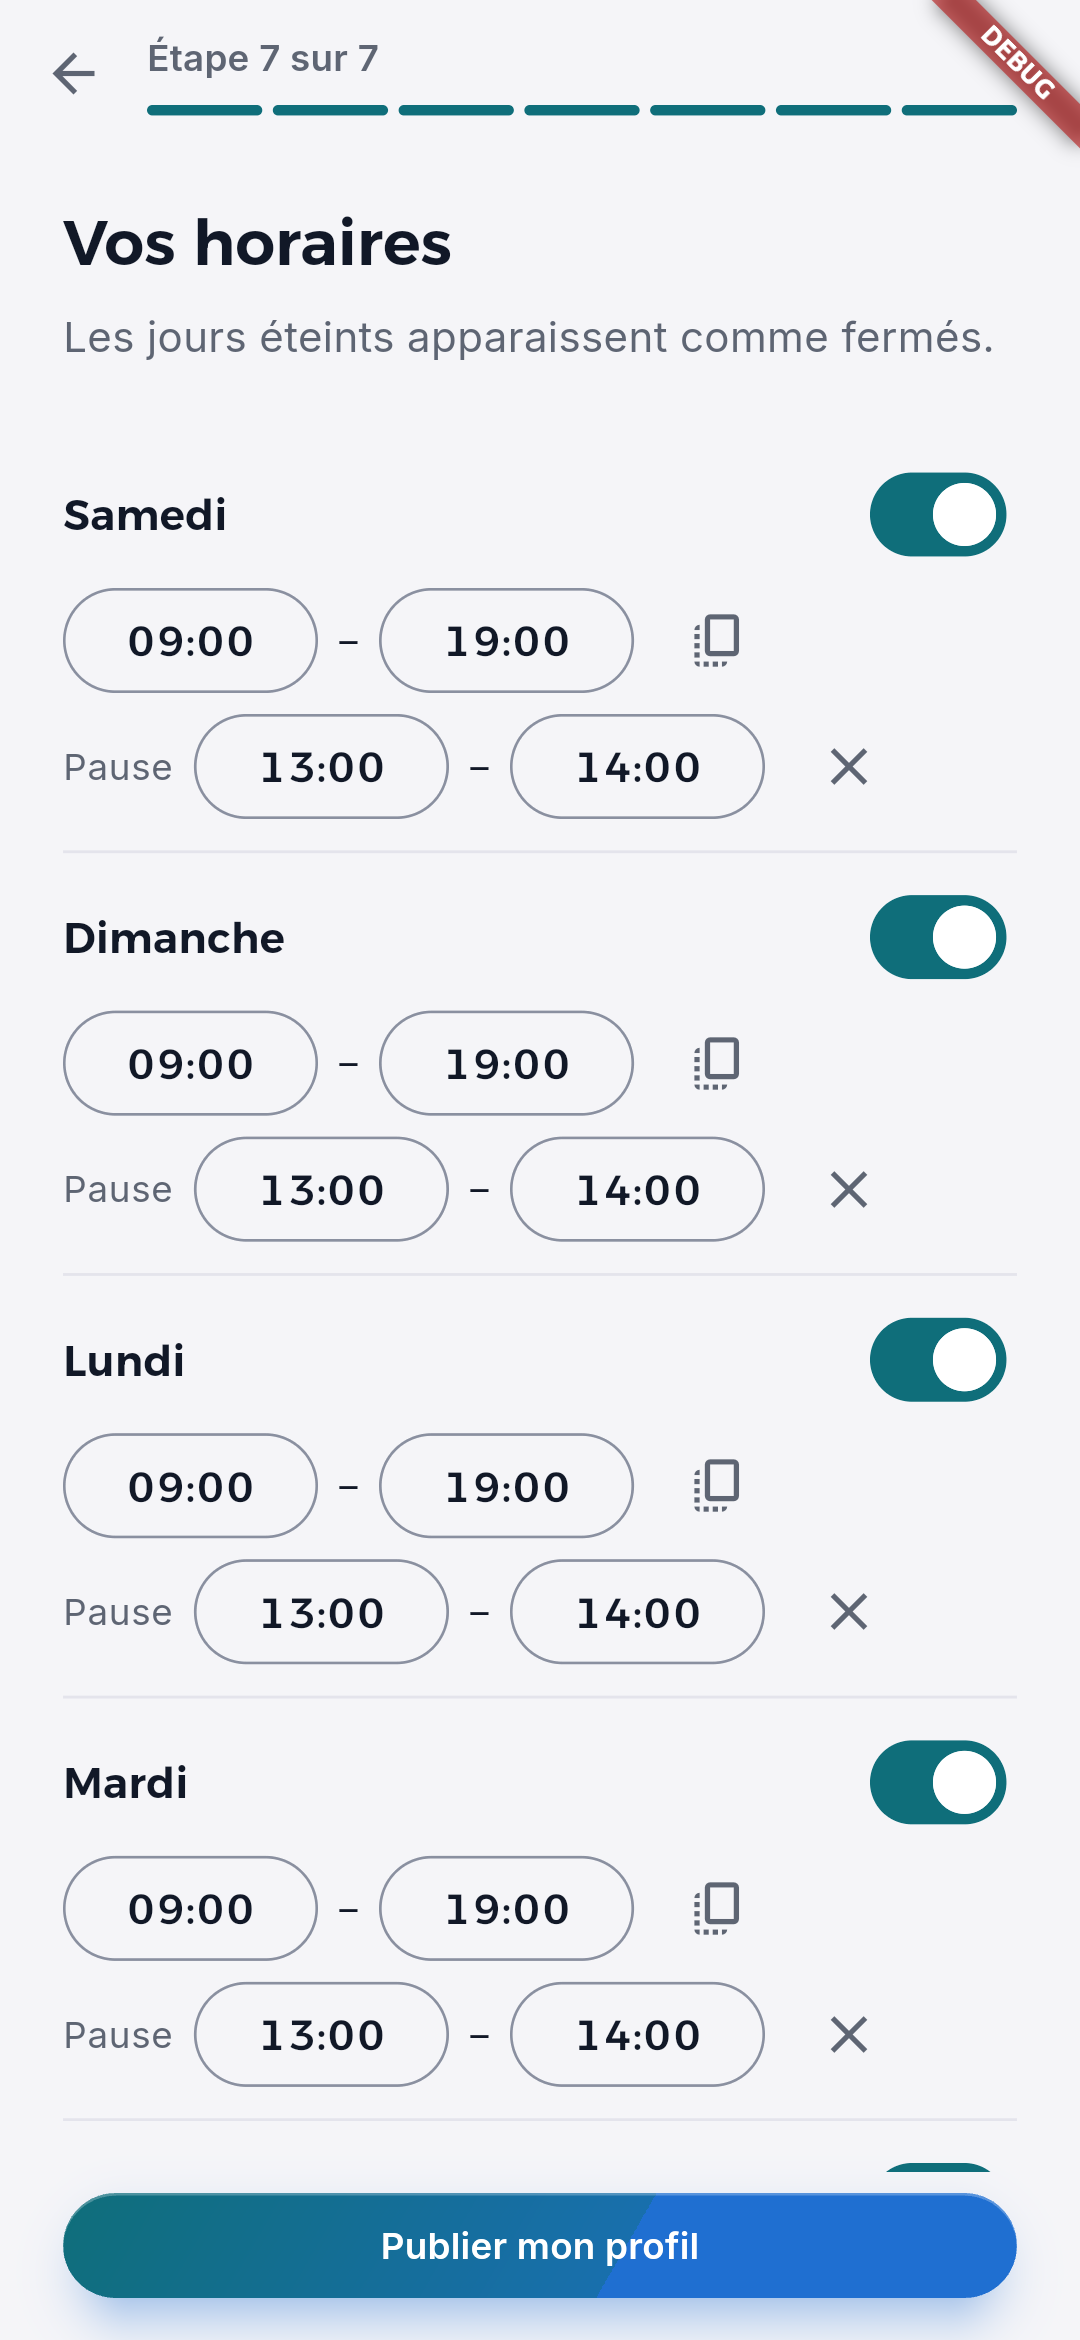 Étape 7 sur 7
DEBUG
Vos horaires
Les jours éteints apparaissent comme fermés.
Samedi
09:00 – 19:00
Pause 13:00 – 14:00
Dimanche
09:00 – 19:00
Pause 13:00 – 14:00
Lundi
09:00 – 19:00
Pause 13:00 – 14:00
Mardi
09:00 – 19:00
Pause 13:00 – 14:00
Publier mon profil